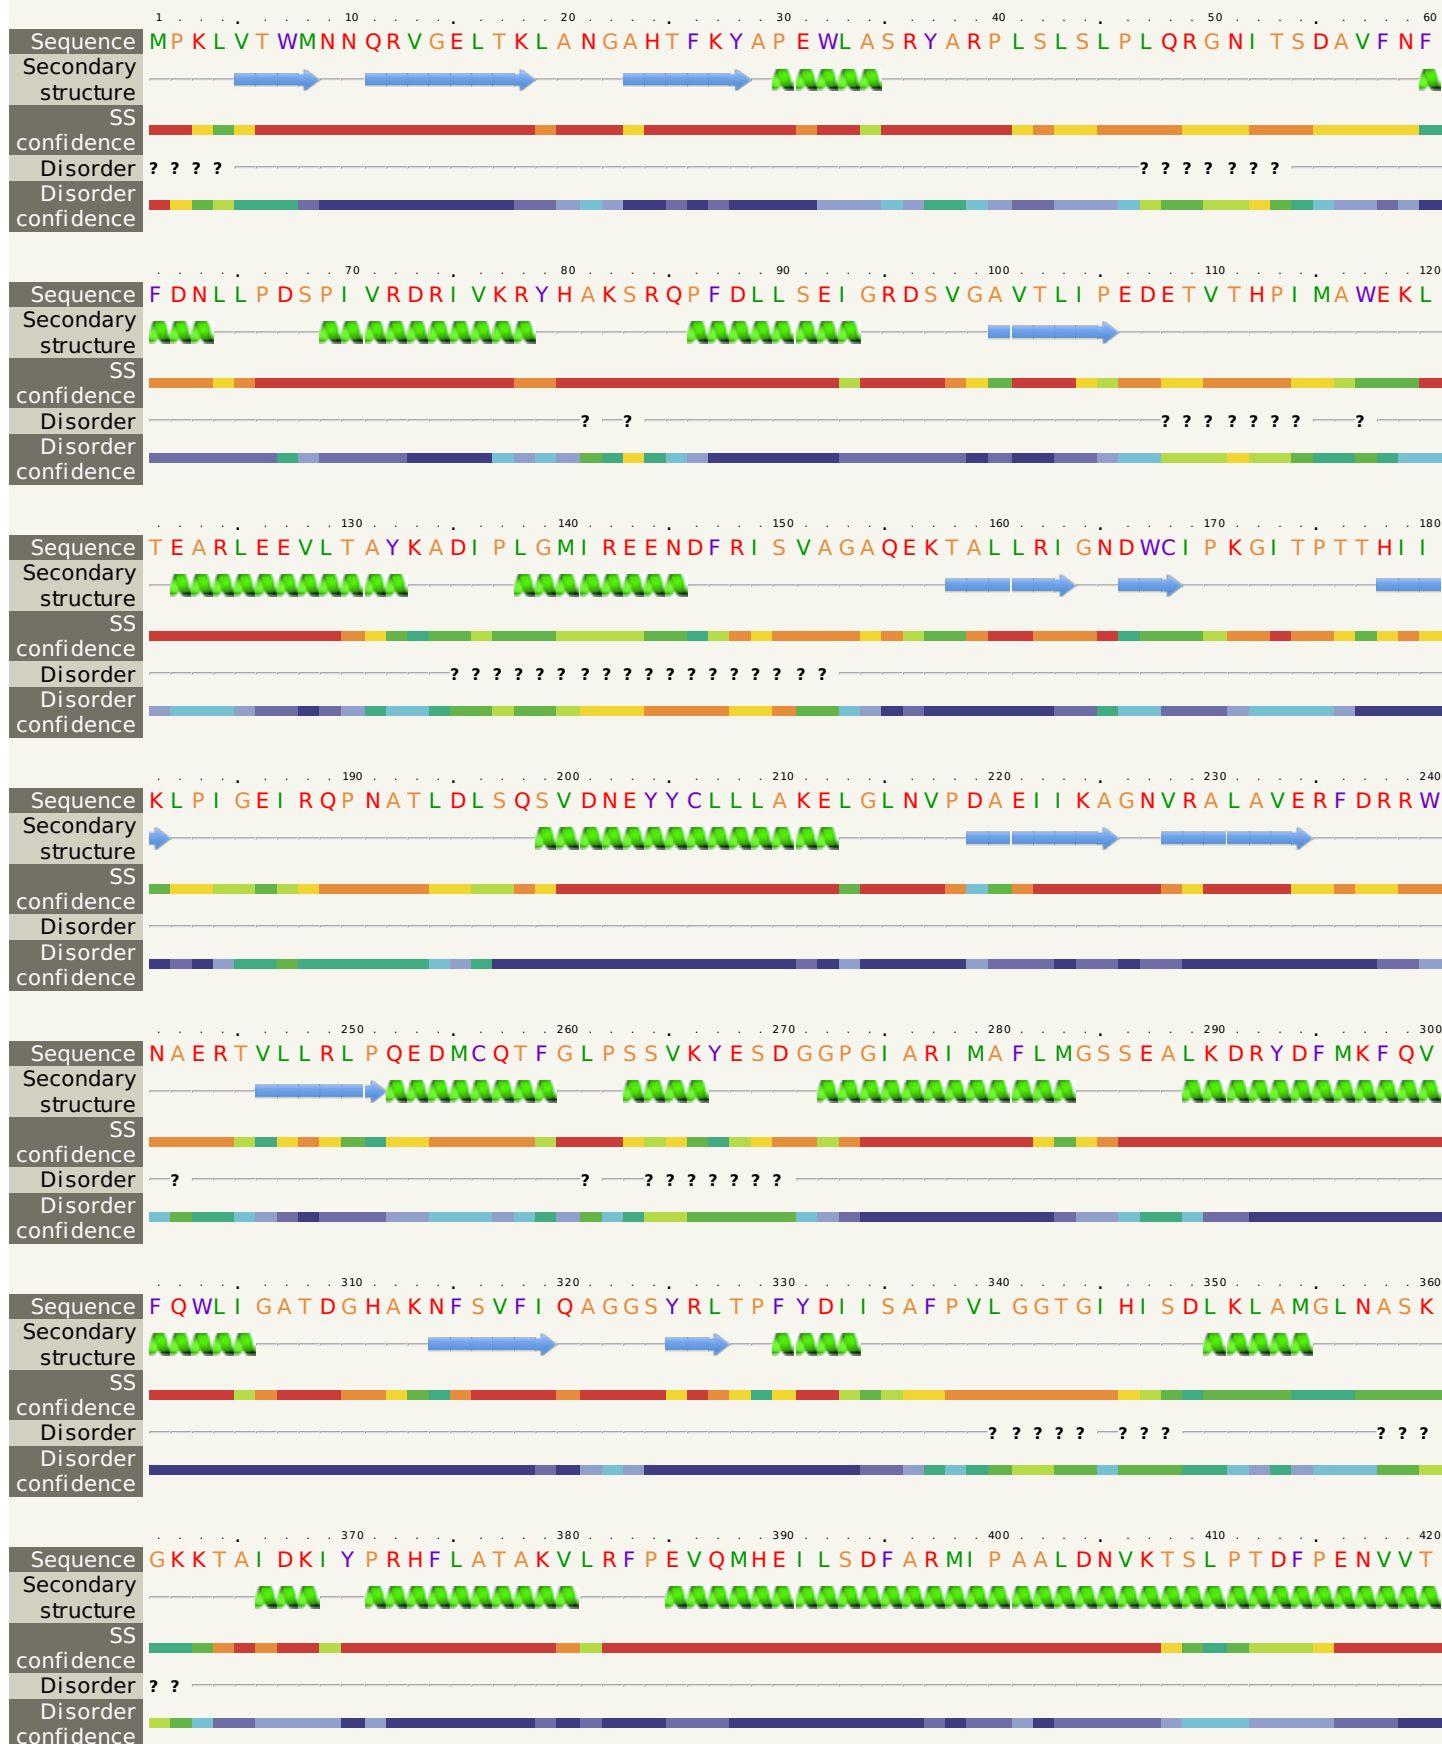 1 10 20 30 40 50 60
Sequence MPKLVTWMNNQRVGELTKLANGAHTFKYAPEWLASRYARPLSLSLPLQRGNITSDAVFNF
Secondary
structure
SS
confidence
Disorder ? ? ? ? ? ? ? ? ? ? ?
Disorder
confidence
70 80 90 100 110 120
Sequence FDNLLPDSPIVRDRIVKRYHAKSRQPFDLLSEIGRDSVGAVTLIPEDETVTHPIMAWEKL
Secondary
structure
SS
confidence
Disorder ? ? ? ? ? ? ? ? ? ?
Disorder
confidence
130 140 150 160 170 180
Sequence TEARLEEVLTAYKADIPLGMIREENDFRISVAGAQEKTALLRIGNDWCIPKGITPTTHII
Secondary
structure
SS
confidence
Disorder ? ? ? ? ? ? ? ? ? ? ? ? ? ? ? ? ? ?
Disorder
confidence
190 200 210 220 230 240
Sequence KLPIGEIRQPNATLDLSQSVDNEYYCLLLAKELGLNVPDAEIIKAGNVRALAVERFDRRW
Secondary
structure
SS
confidence
Disorder
Disorder
confidence
250 260 270 280 290 300
Sequence NAERTVLLRLPQEDMCQTFGLPSSVKYESDGGPGIARIMAFLMGSSEALKDRYDFMKFQV
Secondary
structure
SS
confidence
Disorder ? ? ? ? ? ? ? ? ?
Disorder
confidence
310 320 330 340 350 360
Sequence FQWLIGATDGHAKNFSVFIQAGGSYRLTPFYDIISAFPVLGGTGIHISDLKLAMGLNASK
Secondary
structure
SS
confidence
Disorder ? ? ? ? ? ? ? ? ? ? ?
Disorder
confidence
370 380 390 400 410 420
Sequence GKKTAIDKIYPRHFLATAKVLRFPEVQMHEILSDFARMIPAALDNVKTSLPTDFPENVVT
Secondary
structure
SS
confidence
Disorder ? ?
Disorder
confidence